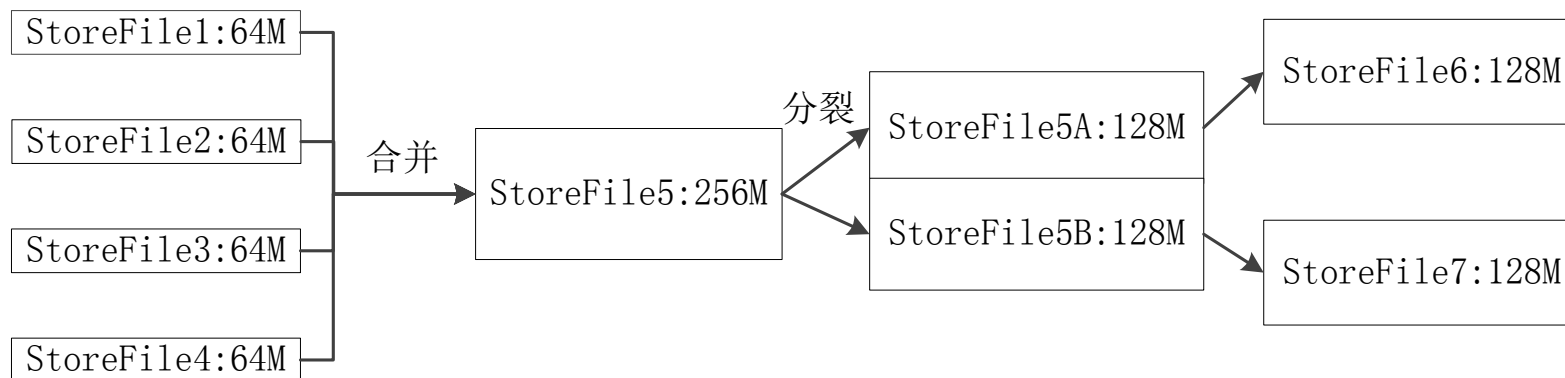 StoreFile1:64M
StoreFile2:64M
StoreFile3:64M
StoreFile4:64M
合并
StoreFile5:256M
分裂
StoreFile5A:128M
StoreFile5B:128M
StoreFile6:128M
StoreFile7:128M